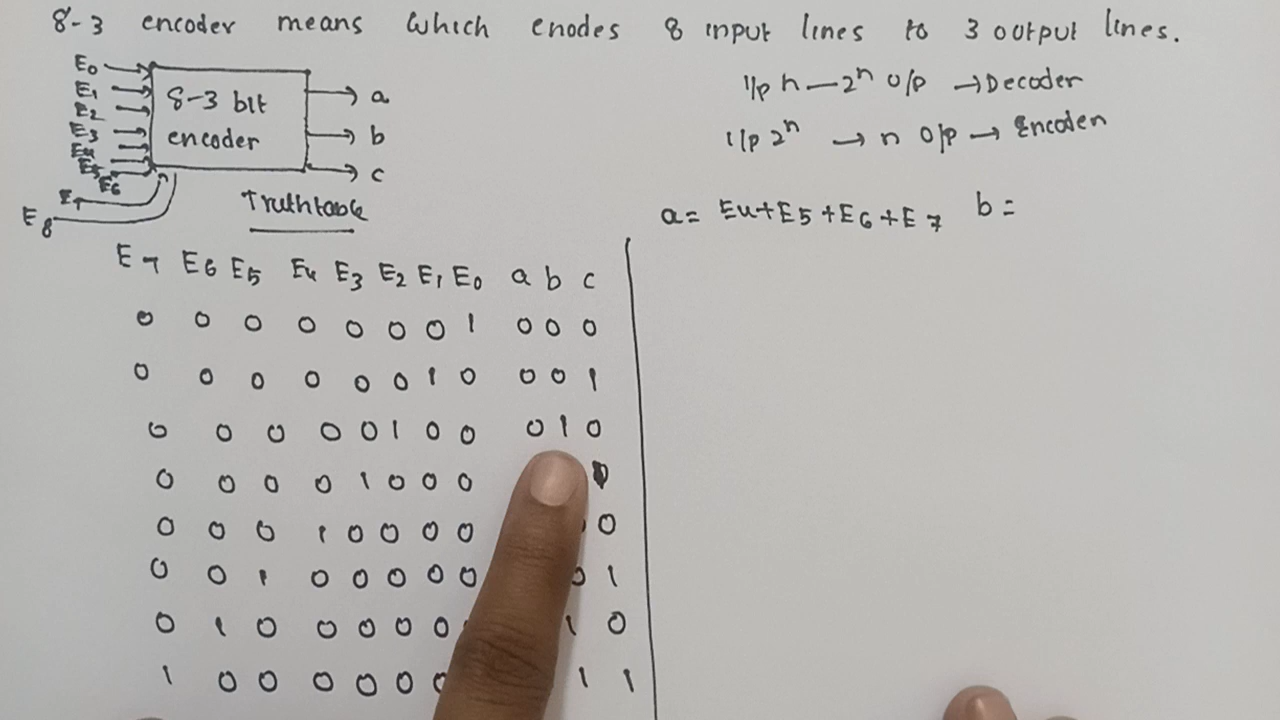 8-3 encoder means which enodes 8 input lines to 3 output lines.
E0
E1
E2
E3
E4
E5
E6
E7
E8
8-3 bit
encoder
a
b
c
i/p n — 2^n o/p → Decoder
i/p 2^n → n o/p → Encoder
Truthtable
a = E4 + E5 + E6 + E7 b =
E7 E6 E5 E4 E3 E2 E1 E0 a b c
0 0 0 0 0 0 0 1 0 0 0
0 0 0 0 0 0 1 0 0 0 1
0 0 0 0 0 1 0 0 0 1 0
0 0 0 0 1 0 0 0
0 0 0 1 0 0 0 0 0
0 0 1 0 0 0 0 0 0 1
0 1 0 0 0 0 0 1 0
1 0 0 0 0 0 1 1